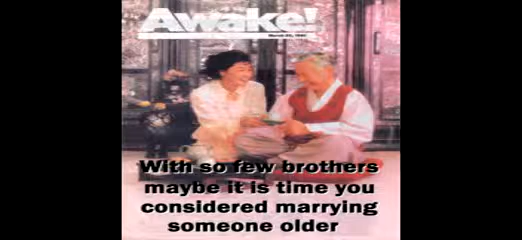 Awake!
With so few brothers
maybe it is time you
considered marrying
someone older